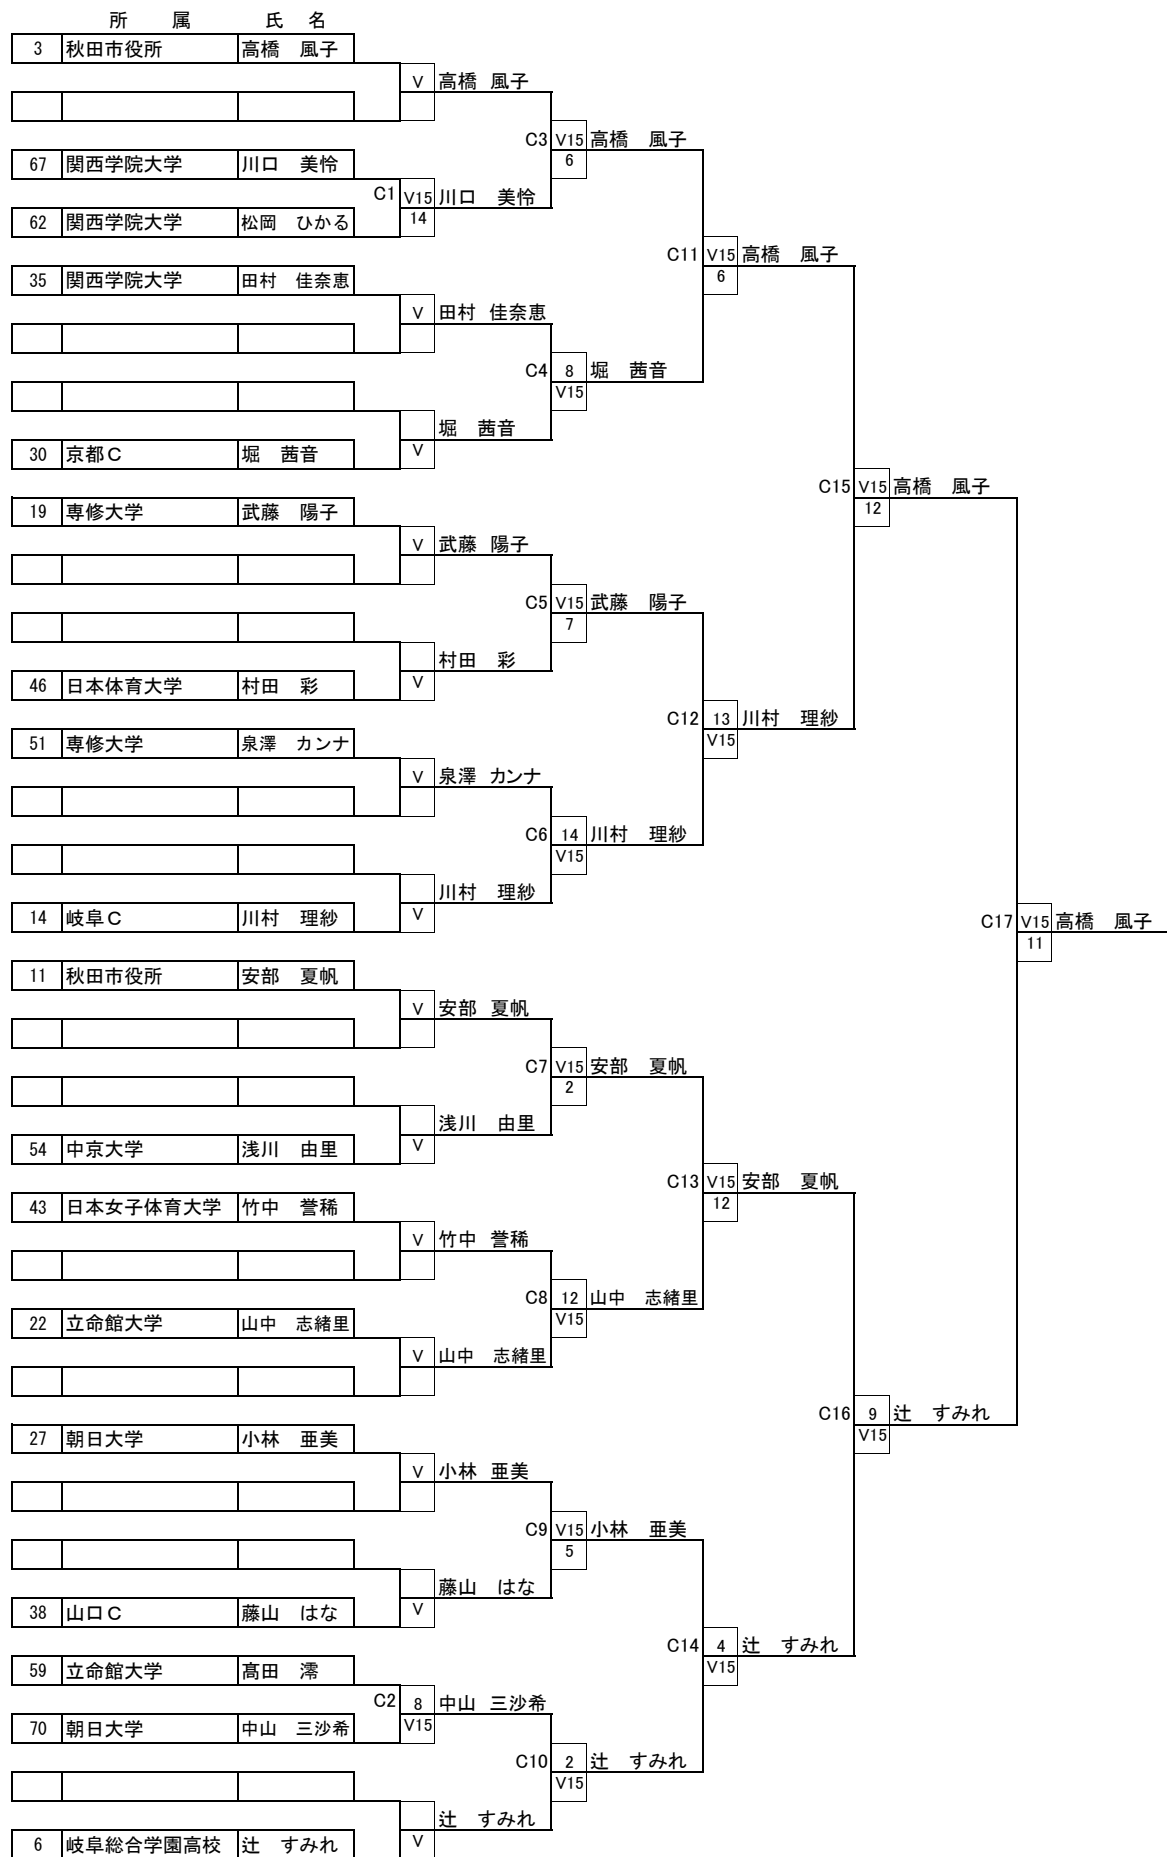 所　属　氏　名
3 秋田市役所 高橋　風子
V 高橋 風子
C3 V15 高橋　風子
6
67 関西学院大学 川口　美怜
C1 V15 川口　美怜
14
62 関西学院大学 松岡　ひかる
C11 V15 高橋　風子
6
35 関西学院大学 田村　佳奈恵
V 田村 佳奈恵
C4 8 堀　茜音
V15
堀　茜音
V
30 京都C 堀　茜音
C15 V15 高橋　風子
12
19 専修大学 武藤　陽子
V 武藤 陽子
C5 V15 武藤　陽子
7
村田　彩
V
46 日本体育大学 村田　彩
C12 13 川村　理紗
V15
51 専修大学 泉澤　カンナ
V 泉澤 カンナ
C6 14 川村　理紗
V15
川村　理紗
V
14 岐阜C 川村　理紗
C17 V15 高橋　風子
11
11 秋田市役所 安部　夏帆
V 安部 夏帆
C7 V15 安部　夏帆
2
浅川　由里
V
54 中京大学 浅川　由里
C13 V15 安部　夏帆
12
43 日本女子体育大学 竹中　誉稀
V 竹中 誉稀
C8 12 山中　志緒里
V15
22 立命館大学 山中　志緒里
V 山中　志緒里
C16 9 辻　すみれ
V15
27 朝日大学 小林　亜美
V 小林 亜美
C9 V15 小林　亜美
5
藤山　はな
V
38 山口C 藤山　はな
C14 4 辻　すみれ
V15
59 立命館大学 髙田　澪
C2 8 中山 三沙希
V15
70 朝日大学 中山　三沙希
C10 2 辻　すみれ
V15
辻　すみれ
V
6 岐阜総合学園高校 辻　すみれ